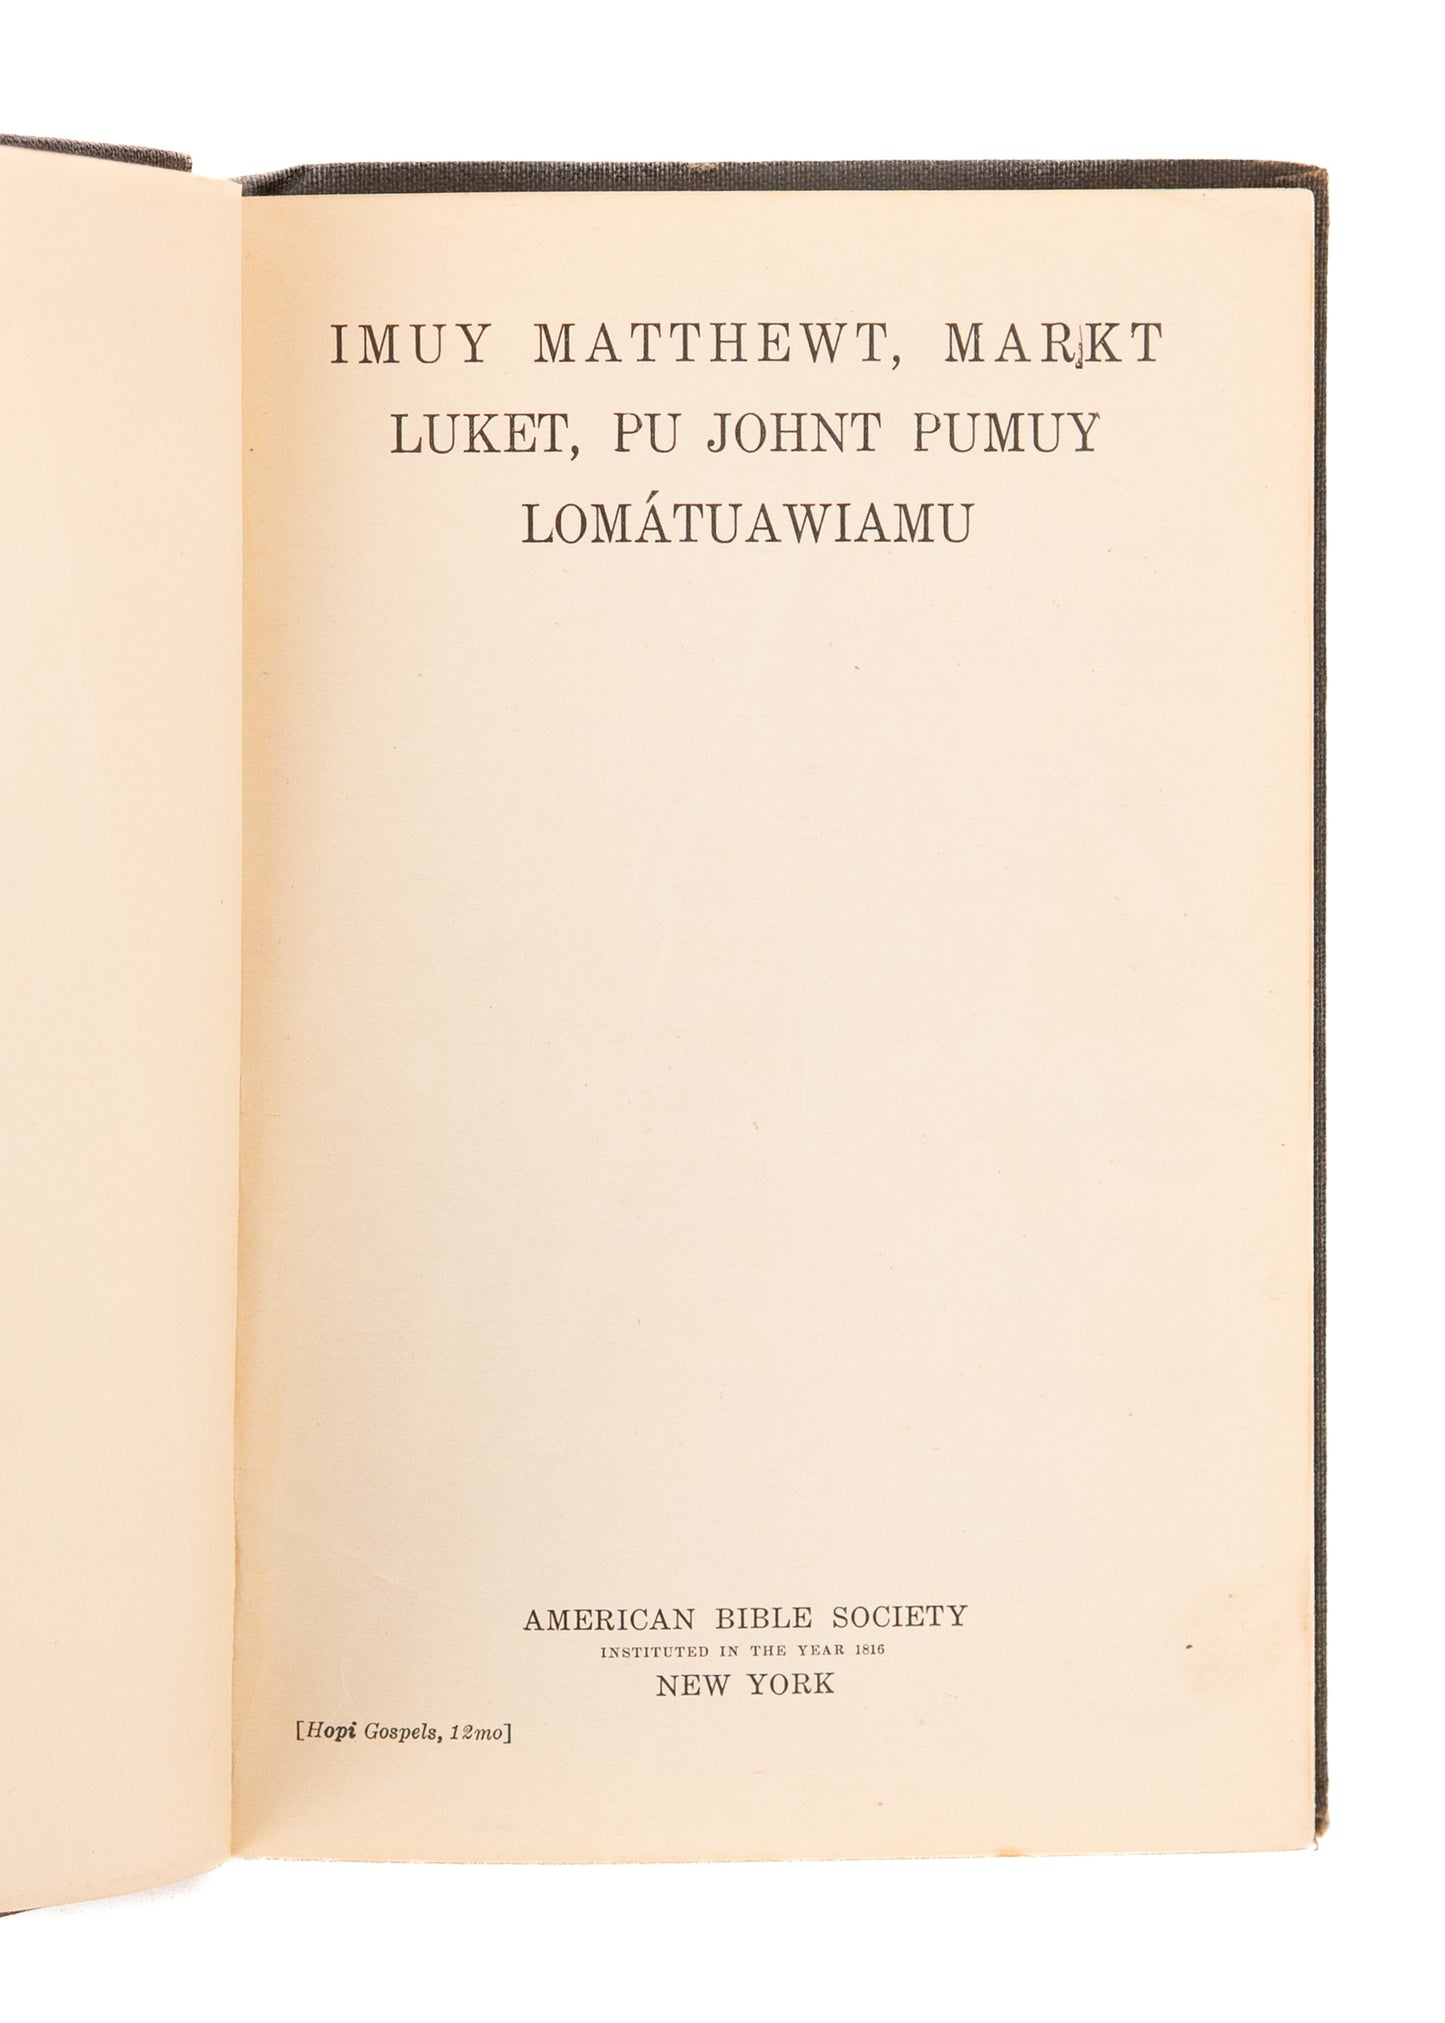 IMUY MATTHEWT, MARKT
LUKET, PU JOHNT PUMUY
LOMÁTUAWIAMU
AMERICAN BIBLE SOCIETY
INSTITUTED IN THE YEAR 1816
NEW YORK
[Hopi Gospels, 12mo]